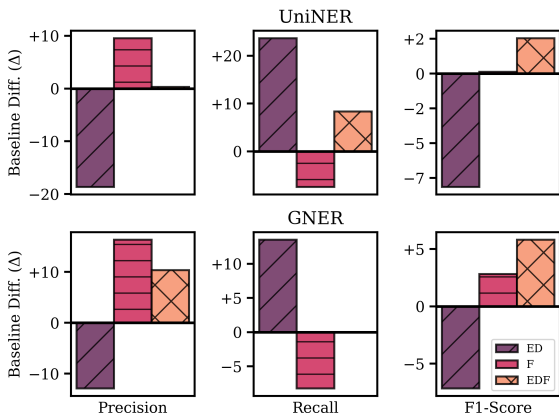 UniNER
Baseline Diff. (Δ)
+10
0
−10
−20
+20
+10
0
+2
0
−2
−5
−7
GNER
Baseline Diff. (Δ)
+10
0
−10
Precision
+10
+5
0
−5
Recall
+5
0
−5
F1-Score
ED
F
EDF